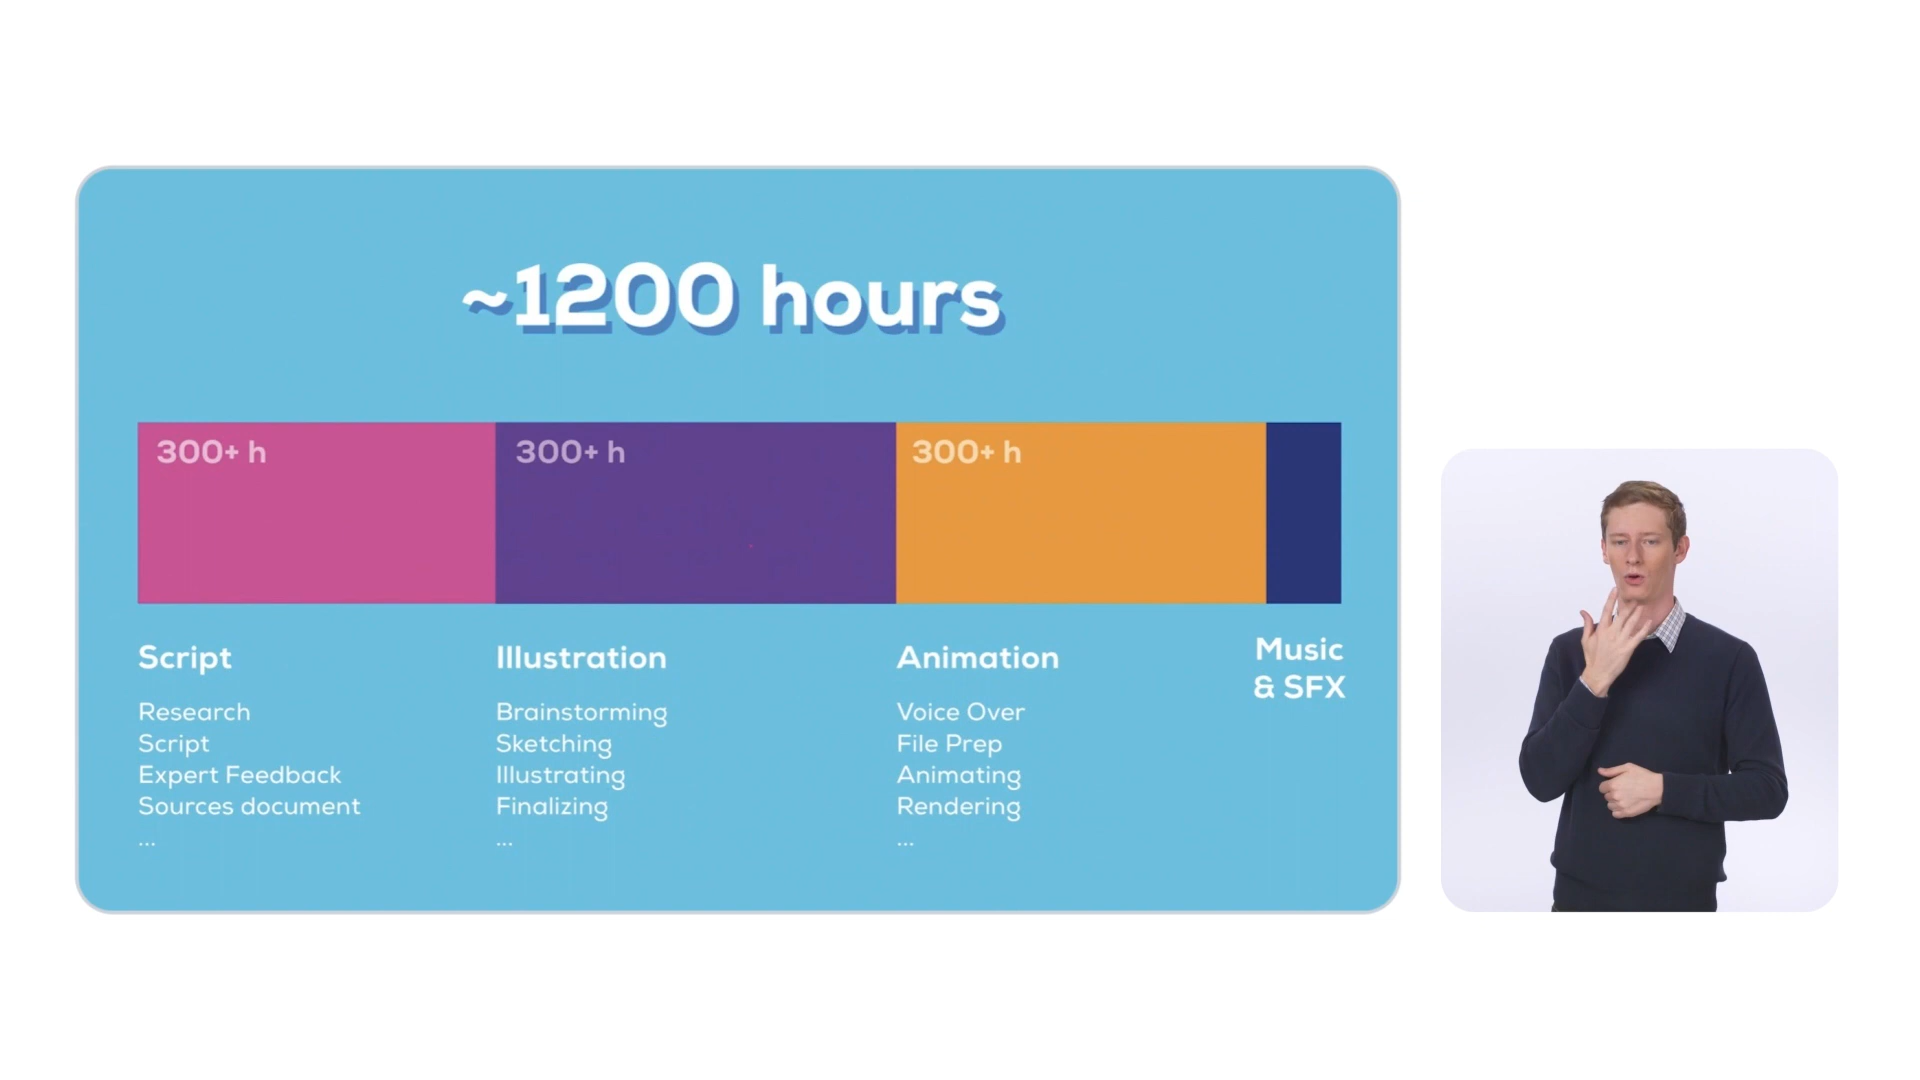 ~1200 hours
300+ h
300+ h
300+ h
Script
Research
Script
Expert Feedback
Sources document
...
Illustration
Brainstorming
Sketching
Illustrating
Finalizing
...
Animation
Voice Over
File Prep
Animating
Rendering
...
Music
& SFX